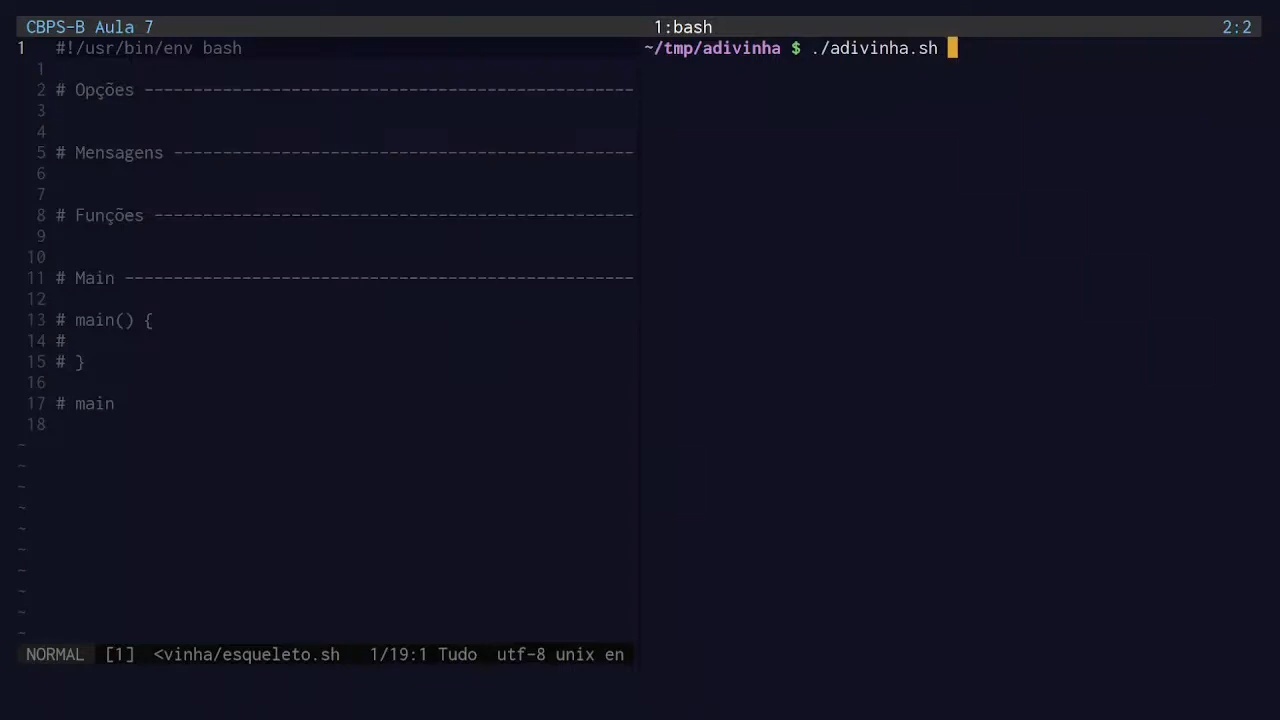 CBPS-B Aula 7 1:bash 2:2
1 #!/usr/bin/env bash
1
2 # Opções --------------------------------------------------
3
4
5 # Mensagens -----------------------------------------------
6
7
8 # Funções -------------------------------------------------
9
10
11 # Main ----------------------------------------------------
12
13 # main() {
14 #
15 # }
16
17 # main
18
~
~
~
~
~
~
~
~
~
~
NORMAL [1] <vinha/esqueleto.sh 1/19:1 Tudo utf-8 unix en
~/tmp/adivinha $ ./adivinha.sh